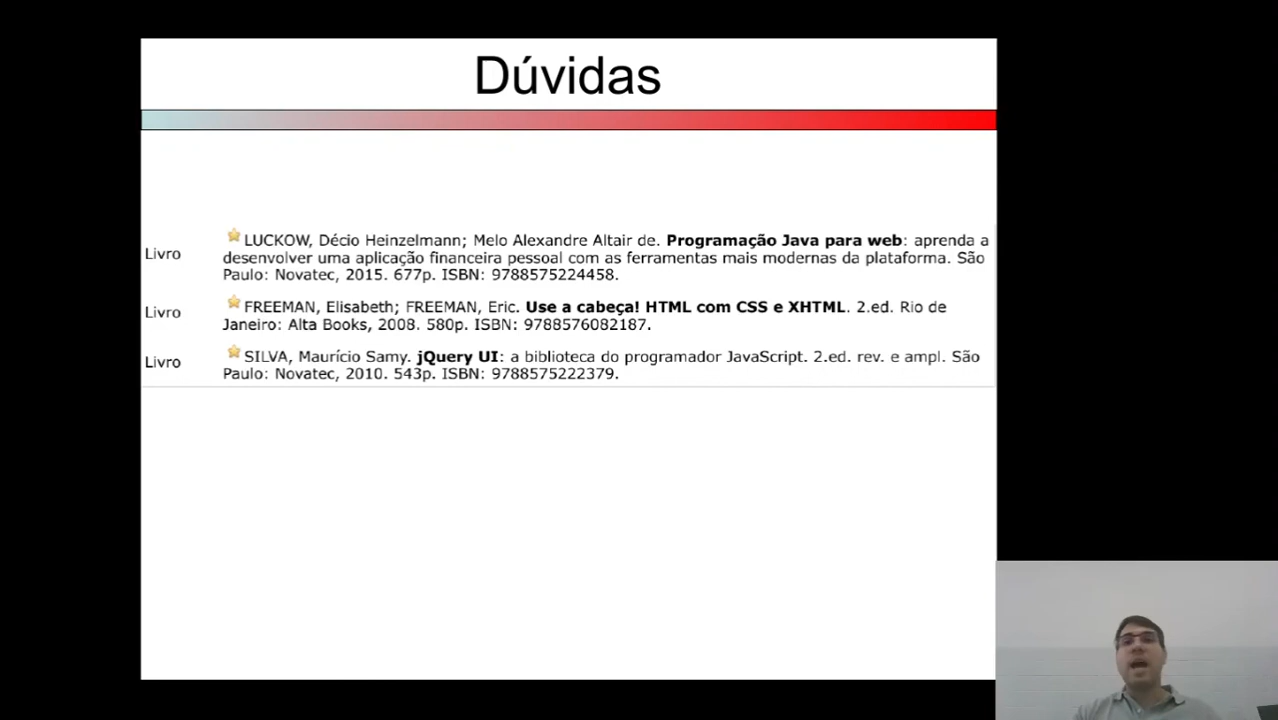 Dúvidas
Livro
LUCKOW, Décio Heinzelmann; Melo Alexandre Altair de. Programação Java para web: aprenda a
desenvolver uma aplicação financeira pessoal com as ferramentas mais modernas da plataforma. São
Paulo: Novatec, 2015. 677p. ISBN: 9788575224458.
Livro
FREEMAN, Elisabeth; FREEMAN, Eric. Use a cabeça! HTML com CSS e XHTML. 2.ed. Rio de
Janeiro: Alta Books, 2008. 580p. ISBN: 9788576082187.
Livro
SILVA, Maurício Samy. jQuery UI: a biblioteca do programador JavaScript. 2.ed. rev. e ampl. São
Paulo: Novatec, 2010. 543p. ISBN: 9788575222379.